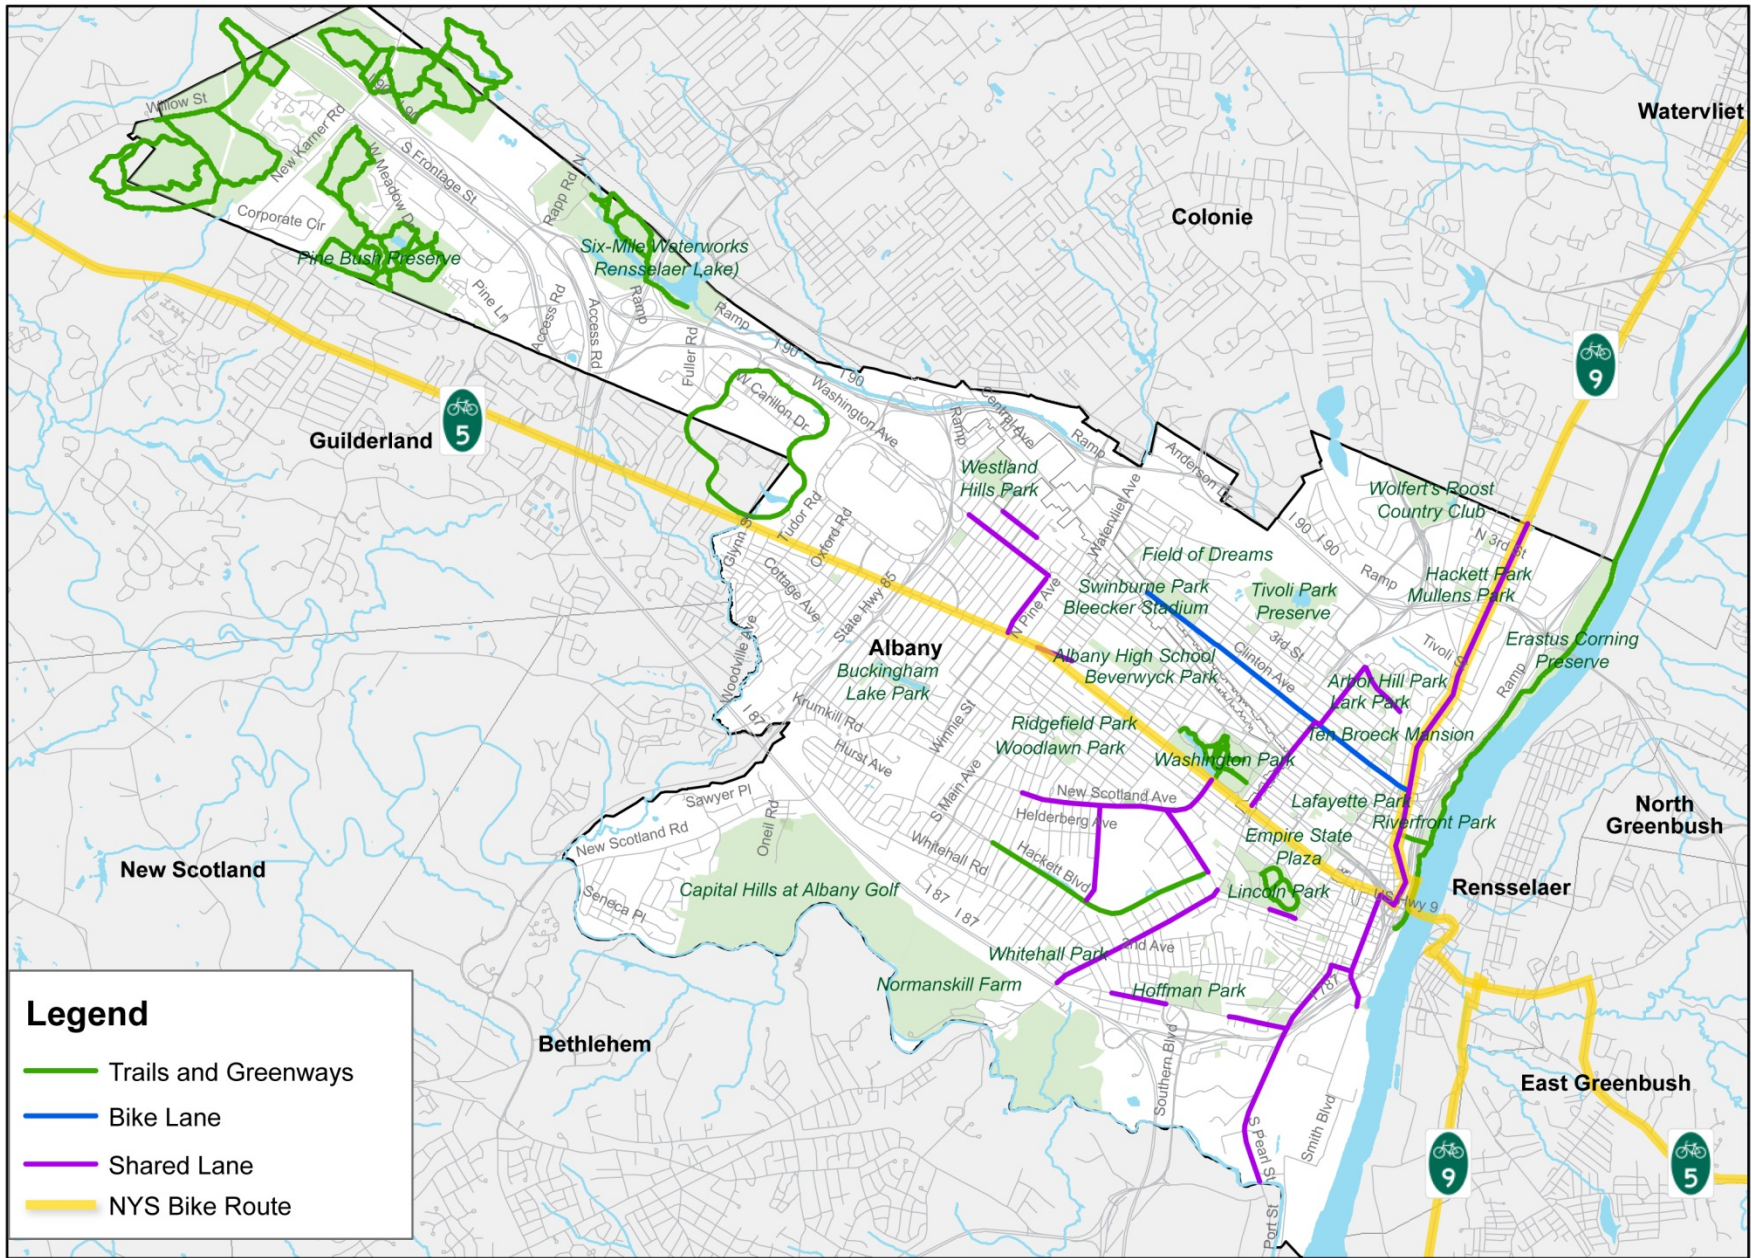 Watervliet
Willow St
I 90
I 90
New Karner Rd
S Frontage St
W Meadow Dr
Rapp Rd N
Corporate Cir
Colonie
Pine Bush Preserve
Six-Mile Waterworks
Rensselaer Lake)
Pine Ln
Access Rd
Access Rd
Ramp
Ramp
Fuller Rd
I 90
I 90
9
5
Guilderland
W Carillon Dr
Washington Ave
Central Ave
Ramp
Ramp
Anderson Dr
Westland
Hills Park
Watervliet Ave
Wolfert's Roost
Country Club
I 90
I 90
N 3rd St
Ramp
Glynn St
Tudor Rd
Oxford Rd
Cottage Ave
State Hwy 85
Field of Dreams
Swinburne Park
Bleecker Stadium
Tivoli Park
Preserve
Hackett Park
Mullens Park
N Pine Ave
3rd St
Clinton Ave
Tivoli St
Erastus Corning
Preserve
Ramp
Albany
Buckingham
Lake Park
Albany High School
Beverwyck Park
Arbor Hill Park
Lark Park
Woodville Ave
I 87
Krumkill Rd
Hurst Ave
Winnie St
Ridgefield Park
Woodlawn Park
Ten Broeck Mansion
Washington Park
S Main Ave
New Scotland Ave
Helderberg Ave
Lafayette Park
Riverfront Park
North
Greenbush
Sawyer Pl
New Scotland Rd
Oneil Rd
Whitehall Rd
Hackett Blvd
Empire State
Plaza
New Scotland
Seneca Pl
Capital Hills at Albany Golf
I 87
I 87
Lincoln Park
US Hwy 9
Rensselaer
Whitehall Park
2nd Ave
Normanskill Farm
Hoffman Park
I 787
Bethlehem
Southern Blvd
S Pearl St
Smith Blvd
Port St
East Greenbush
9
5
Legend
Trails and Greenways
Bike Lane
Shared Lane
NYS Bike Route